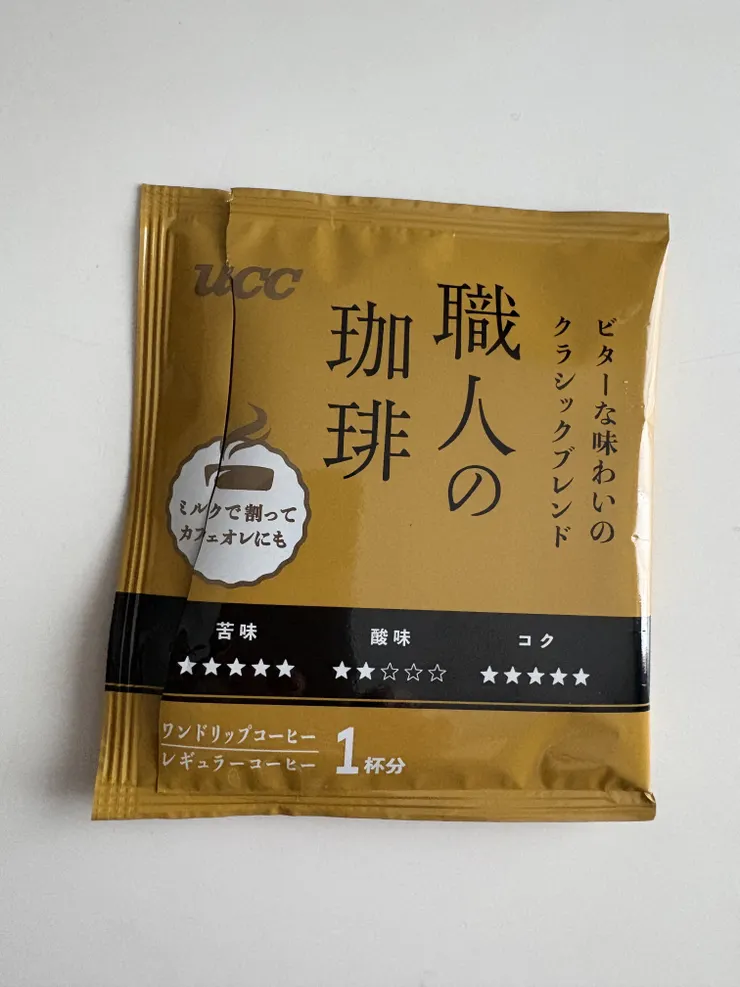 UCC
職人の
珈琲
ビターな味わいの
クラシックブレンド
ミルクで割って
カフェオレにも
苦味
酸味
コク
★★★★★
★★☆☆☆
★★★★★
ワンドリップコーヒー
レギュラーコーヒー
1杯分